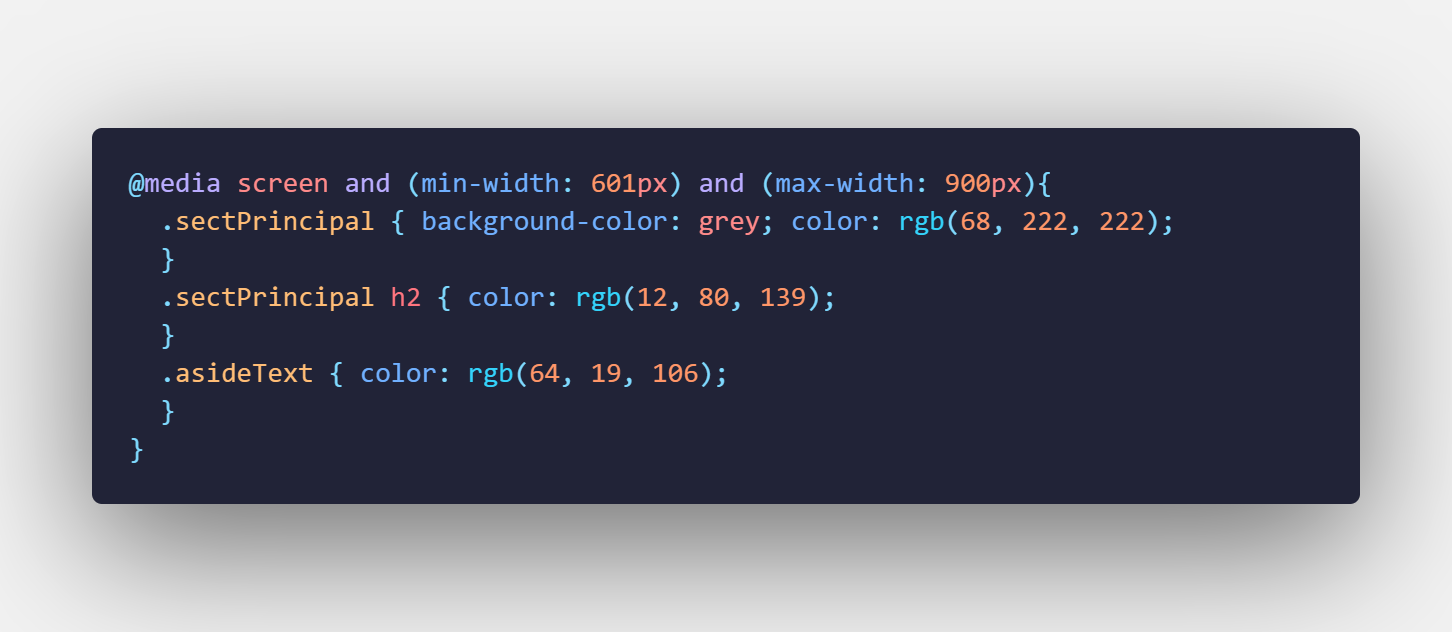 @media screen and (min-width: 601px) and (max-width: 900px){
  .sectPrincipal { background-color: grey; color: rgb(68, 222, 222);
  }
  .sectPrincipal h2 { color: rgb(12, 80, 139);
  }
  .asideText { color: rgb(64, 19, 106);
  }
}